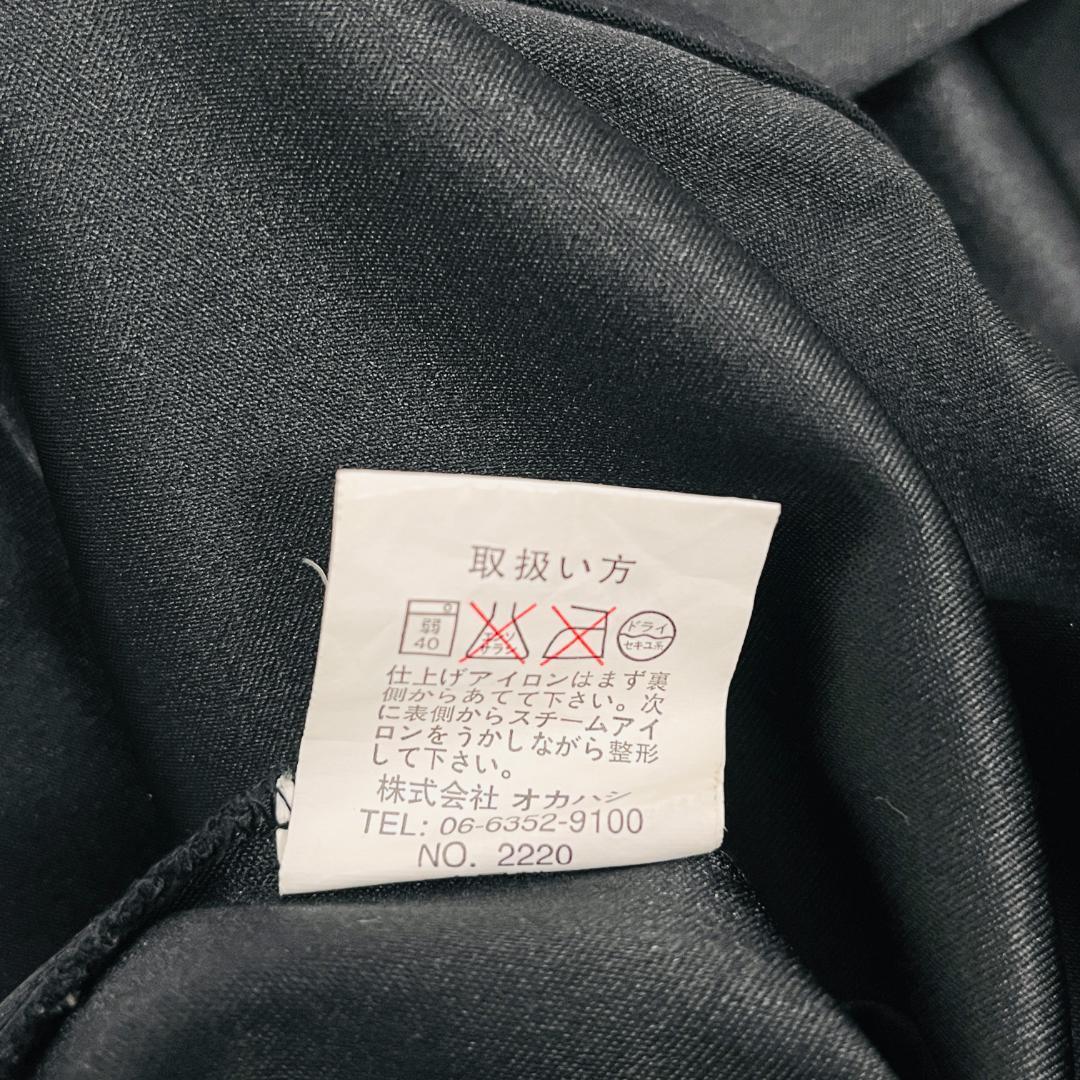 取扱い方
弱
40
エンソ
サラシ
ドライ
セキユ系
仕上げアイロンはまず裏
側からあてて下さい。次
に表側からスチームアイ
ロンをうかしながら整形
して下さい。
株式会社 オカハシ
TEL: 06-6352-9100
NO. 2220